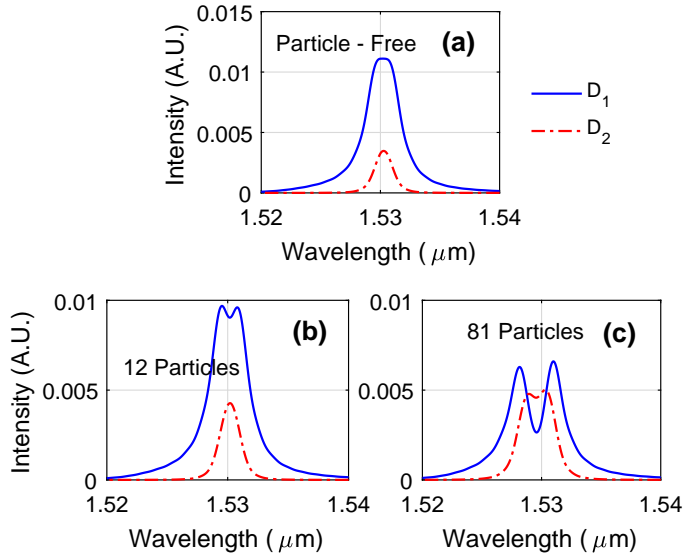 0.015
Particle - Free
(a)
0.01
0.005
0
Intensity (A.U.)
1.52
1.53
1.54
Wavelength ( μm)
D1
D2
0.01
(b)
12 Particles
0.005
0
Intensity (A.U.)
1.52
1.53
1.54
Wavelength ( μm)
0.01
81 Particles
(c)
0.005
0
1.52
1.53
1.54
Wavelength ( μm)